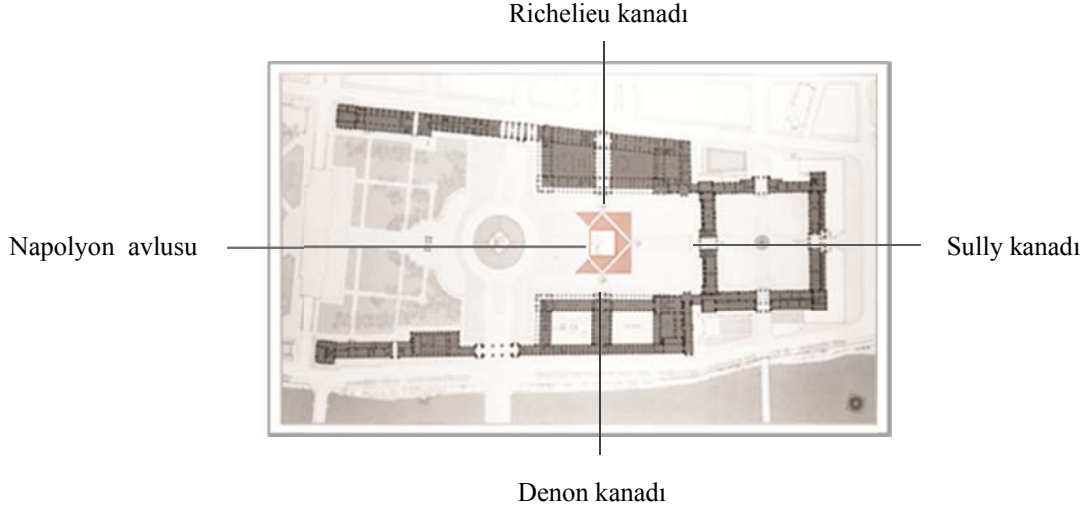 Richelieu kanadı
Napolyon avlusu
Sully kanadı
Denon kanadı